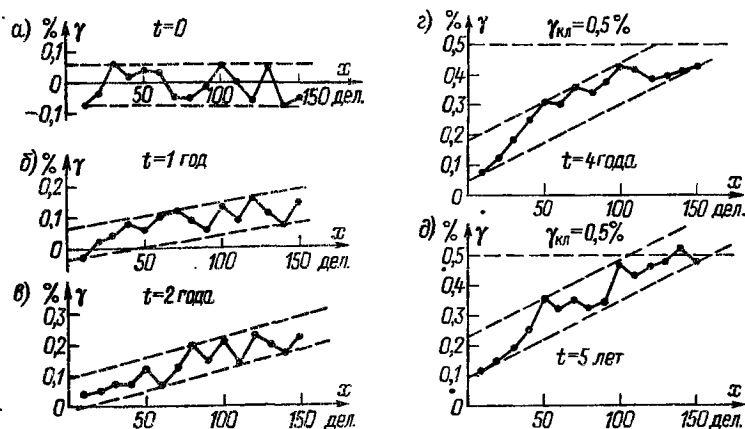 а) % γ t=0
0,1
0
-0,1
50 100 150 дел.
x
б) % γ t=1 год
0,2
0,1
0
50 100 150 дел.
x
в) % γ t=2 года
0,3
0,2
0,1
0
50 100 150 дел.
x
г) % γ γкл=0,5%
0,5
0,4
0,3
0,2
0,1
0
t=4 года
50 100 150 дел.
x
д) % γ γкл=0,5%
0,5
0,4
0,3
0,2
0,1
0
t=5 лет
50 100 150 дел.
x